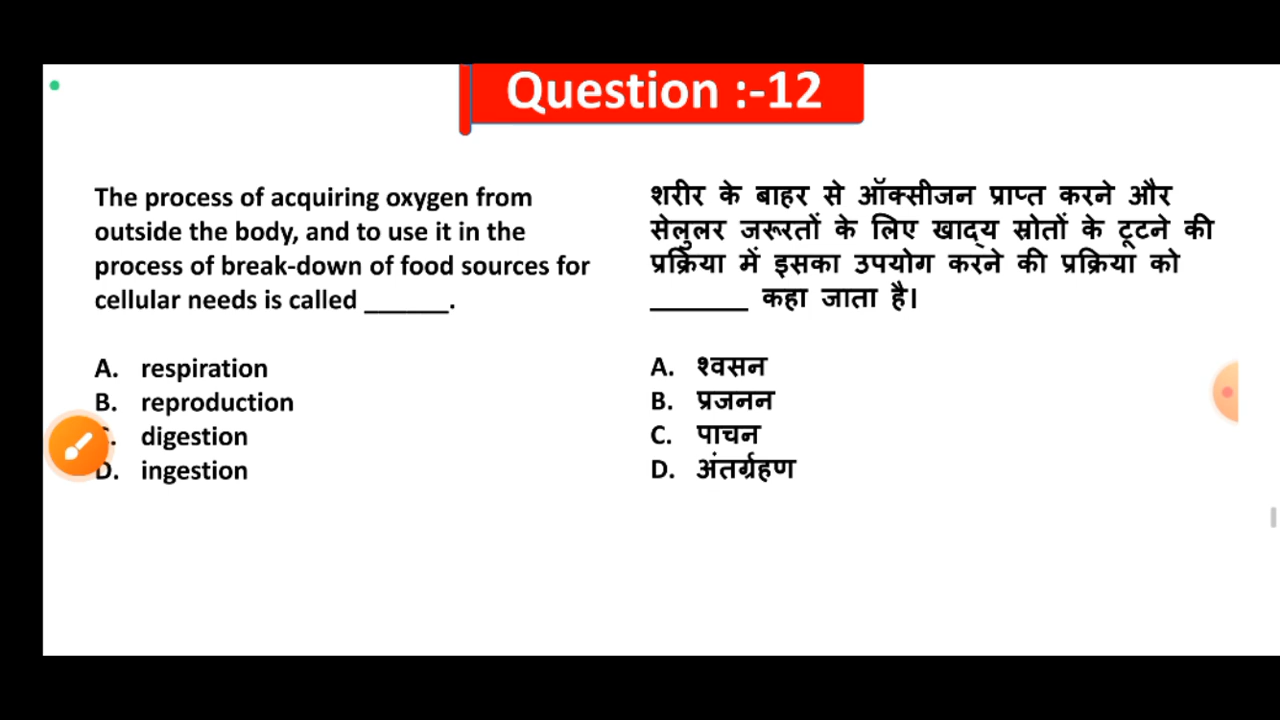 Question :-12
The process of acquiring oxygen from
outside the body, and to use it in the
process of break-down of food sources for
cellular needs is called ______.
A. respiration
B. reproduction
. digestion
D. ingestion
शरीर के बाहर से ऑक्सीजन प्राप्त करने और
सेलुलर जरूरतों के लिए खाद्य स्रोतों के टूटने की
प्रक्रिया में इसका उपयोग करने की प्रक्रिया को
_______ कहा जाता है।
A. श्वसन
B. प्रजनन
C. पाचन
D. अंतर्ग्रहण